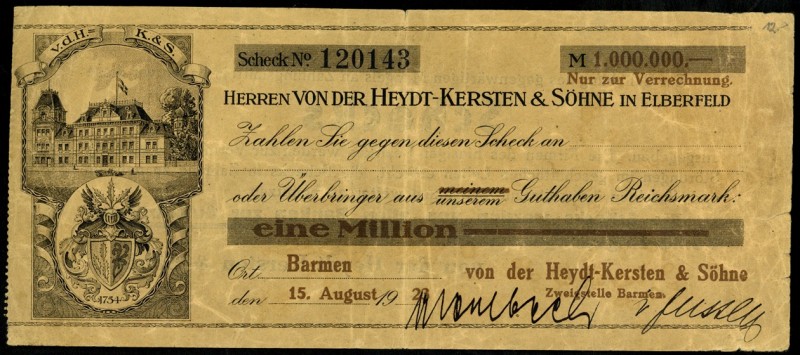 v.d.H. K.& S.
1754
12.-
Scheck No 120143
M 1.000.000,—
Nur zur Verrechnung.
HERREN VON DER HEYDT-KERSTEN & SÖHNE IN ELBERFELD
Zahlen Sie gegen diesen Scheck an
oder Überbringer aus meinem unserem Guthaben Reichsmark:
eine Million
Ort Barmen
von der Heydt-Kersten & Söhne
den 15. August 1923
Zweigstelle Barmen.